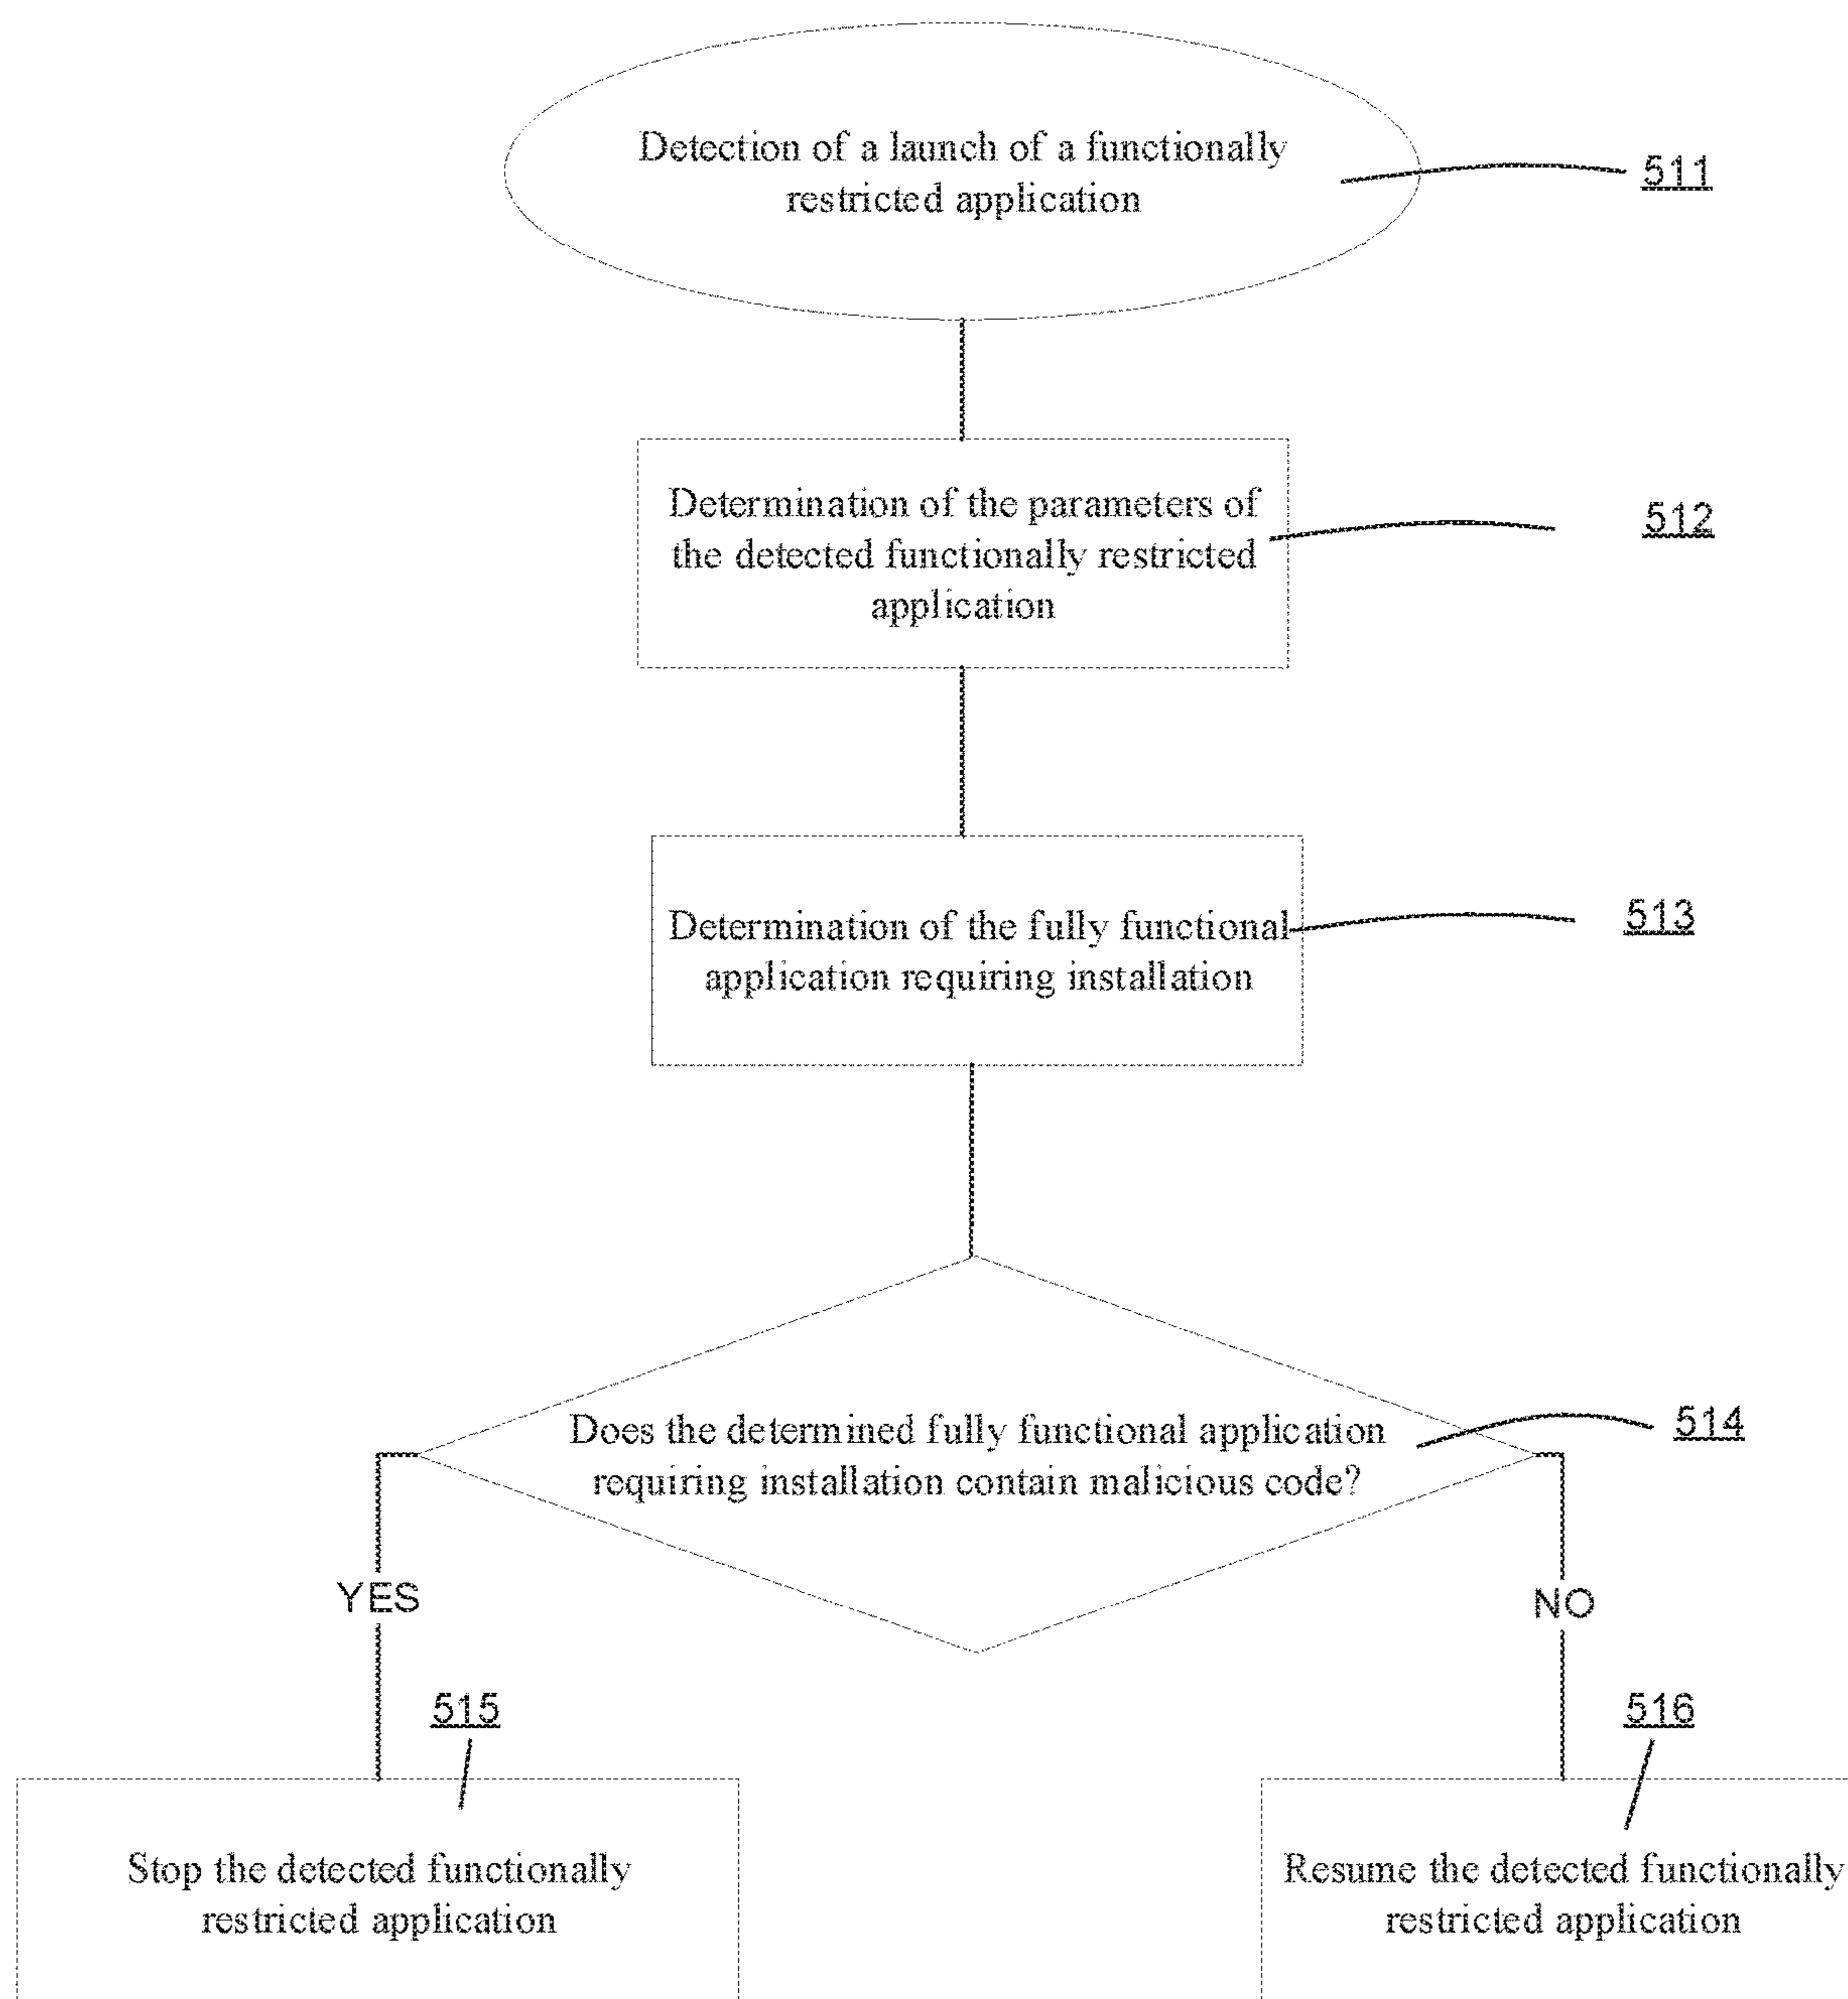 Detection of a launch of a functionally
restricted application
511
Determination of the parameters of
the detected functionally restricted
application
512
Determination of the fully functional
application requiring installation
513
Does the determined fully functional application
requiring installation contain malicious code?
514
YES
NO
515
516
Stop the detected functionally
restricted application
Resume the detected functionally
restricted application